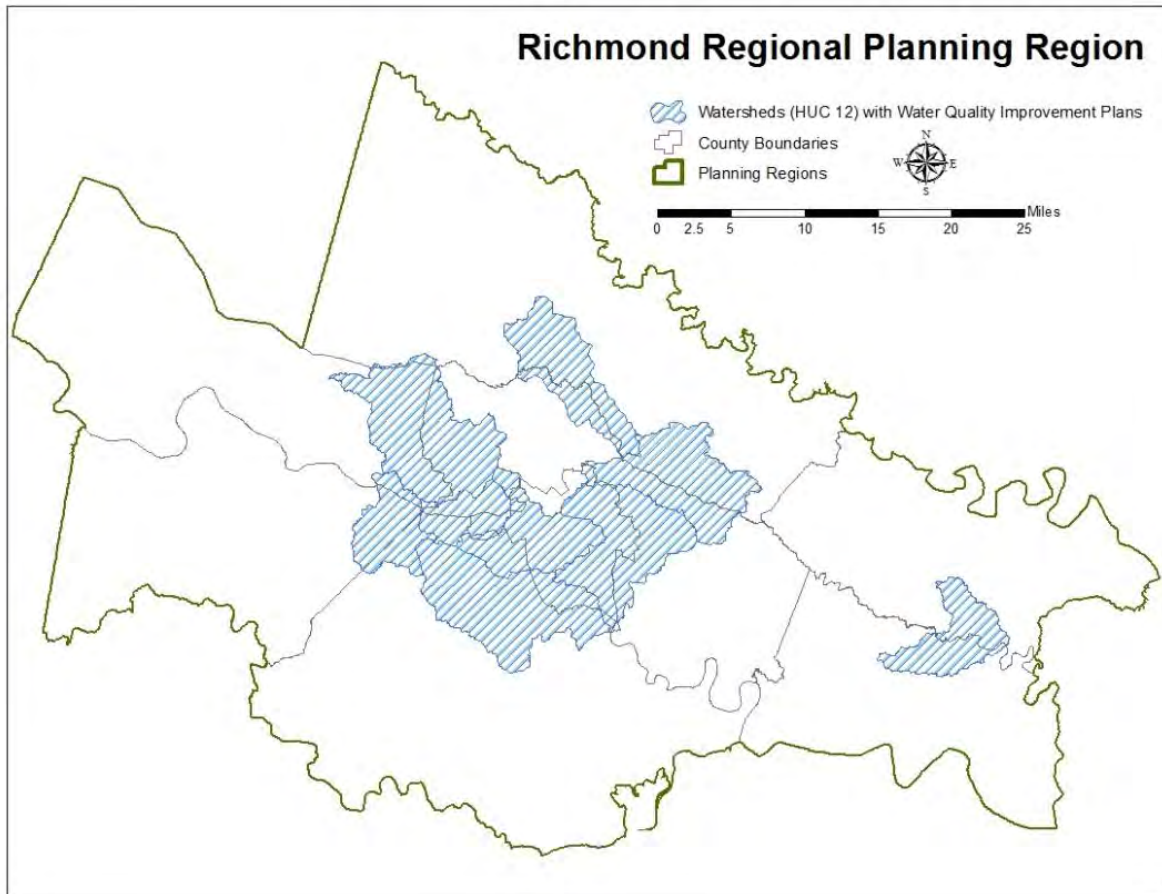 Richmond Regional Planning Region
Watersheds (HUC 12) with Water Quality Improvement Plans
County Boundaries
Planning Regions
N
W E
S
Miles
0 2.5 5 10 15 20 25